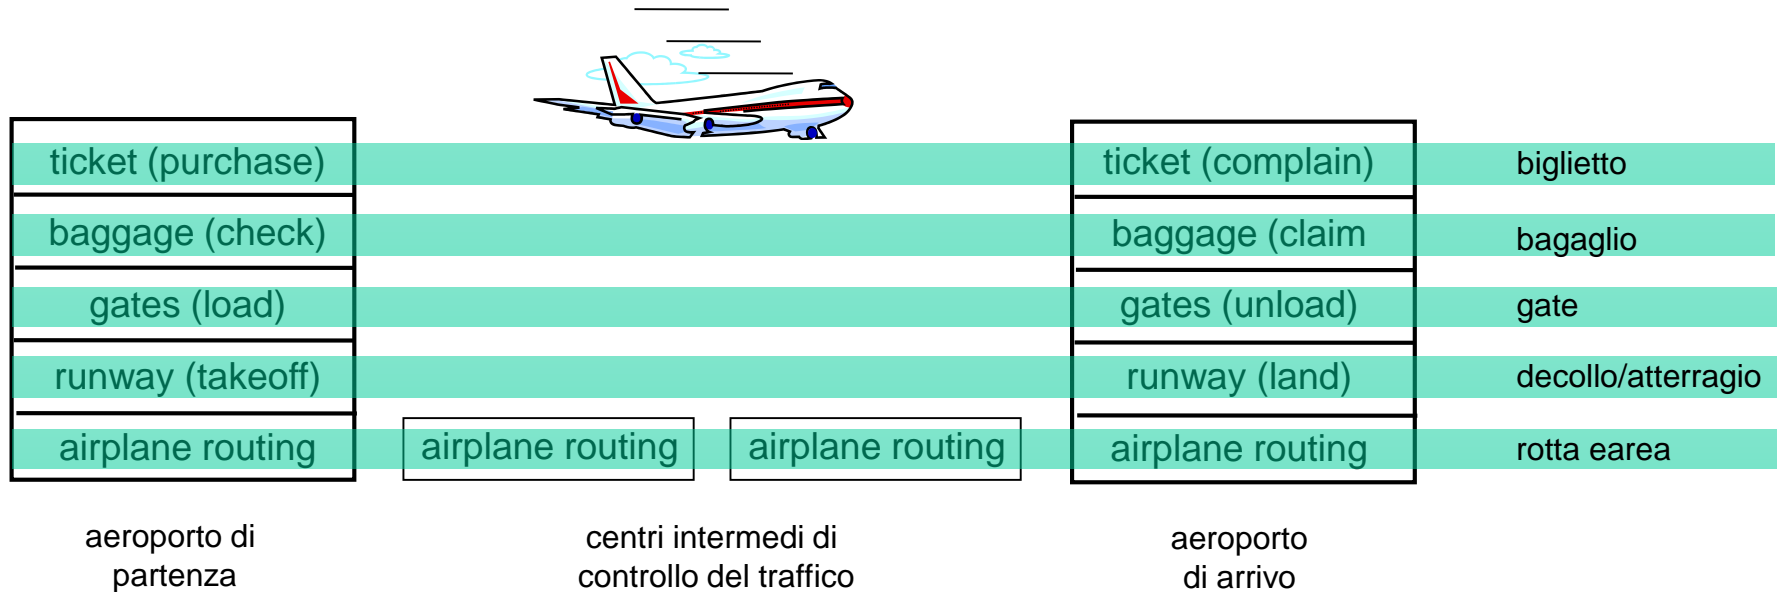 ticket (purchase) ticket (complain) biglietto
baggage (check) baggage (claim bagaglio
gates (load) gates (unload) gate
runway (takeoff) runway (land) decollo/atterragio
airplane routing airplane routing airplane routing airplane routing rotta earea
aeroporto di
partenza
centri intermedi di
controllo del traffico
aeroporto
di arrivo